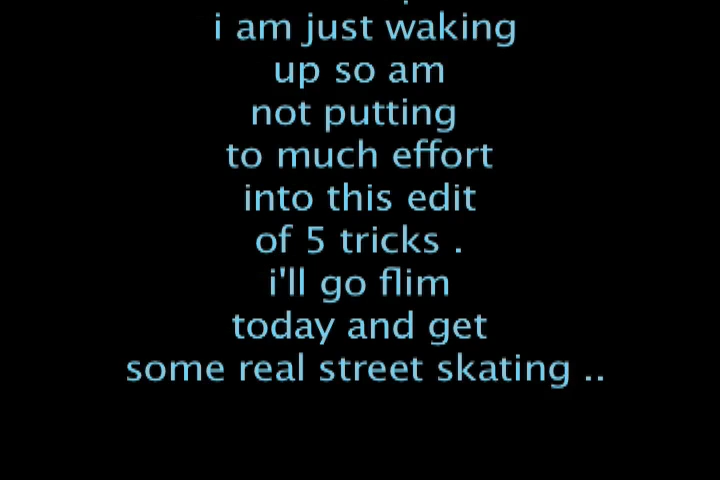 i am just waking
up so am
not putting
to much effort
into this edit
of 5 tricks .
i'll go flim
today and get
some real street skating ..